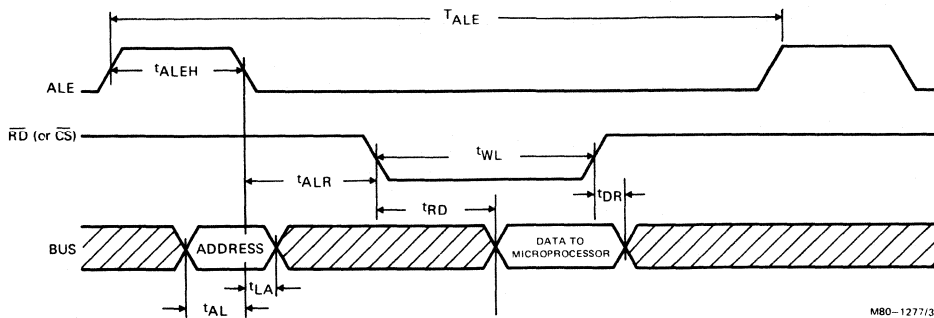 TALE
tALEH
ALE
RD (or CS)
tWL
tALR
tDR
tRD
BUS
ADDRESS
DATA TO
MICROPROCESSOR
tLA
tAL
M80-1277/3